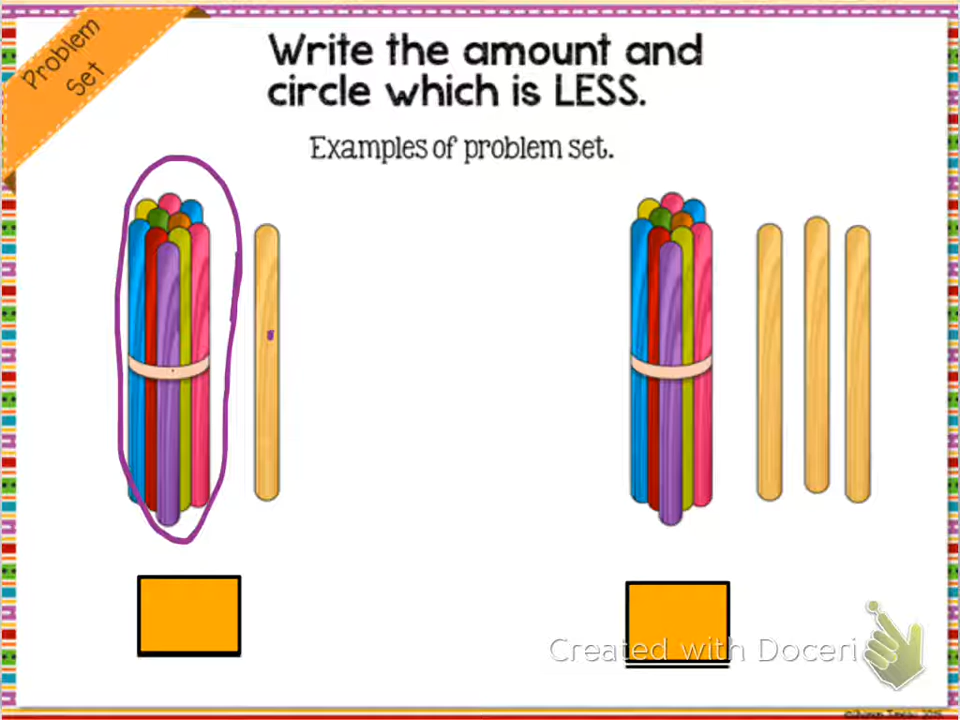 Problem
Set
Write the amount and
circle which is LESS.
Examples of problem set.
Created with Doceri